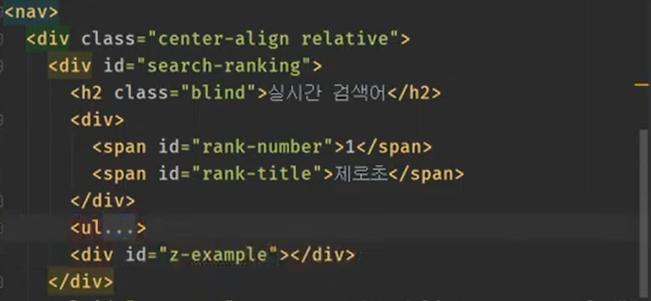 <nav>
<div class="center-align relative">
<div id="search-ranking">
<h2 class="blind">실시간 검색어</h2>
<div>
<span id="rank-number">1</span>
<span id="rank-title">제로초</span>
</div>
<ul...>
<div id="z-example"></div>
</div>